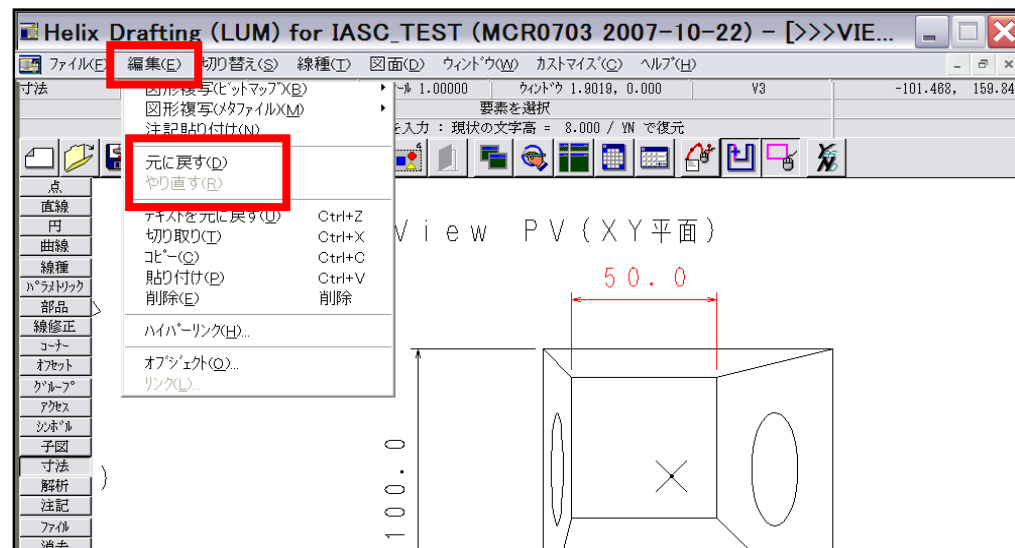 Helix Drafting (LUM) for IASC_TEST (MCR0703 2007-10-22) - [>>>VIE...
ﾌｧｲﾙ(F) 編集(E) 切り替え(S) 線種(T) 図面(D) ｳｨﾝﾄﾞｳ(W) ｶｽﾄﾏｲｽﾞ(C) ﾍﾙﾌﾟ(H)
寸法 ｰﾙ 1.00000 ｳｨﾝﾄﾞｳ 1.9019, 0.000 V3 -101.468, 159.84
要素を選択
を入力 : 現状の文字高 = 8.000 / YN で復元
図形複写(ﾋﾞｯﾄﾏｯﾌﾟ)(B)
図形複写(ﾒﾀﾌｧｲﾙ)(M)
注記貼り付け(N)
元に戻す(D)
やり直す(R)
ﾃｷｽﾄを元に戻す(U) Ctrl+Z
切り取り(T) Ctrl+X
ｺﾋﾟｰ(C) Ctrl+C
貼り付け(P) Ctrl+V
削除(E) 削除
ﾊｲﾊﾟｰﾘﾝｸ(H)...
ｵﾌﾞｼﾞｪｸﾄ(O)...
ﾘﾝｸ(L)...
点
直線
円
曲線
線種
ﾊﾟﾗﾒﾄﾘｯｸ
部品
線修正
ｺｰﾅｰ
ｵﾌｾｯﾄ
ｸﾞﾙｰﾌﾟ
ｱｸｾｽ
ｼﾝﾎﾞﾙ
子図
寸法
解析
注記
ﾌｧｲﾙ
消去
View PV(XY平面)
50.0
100.0